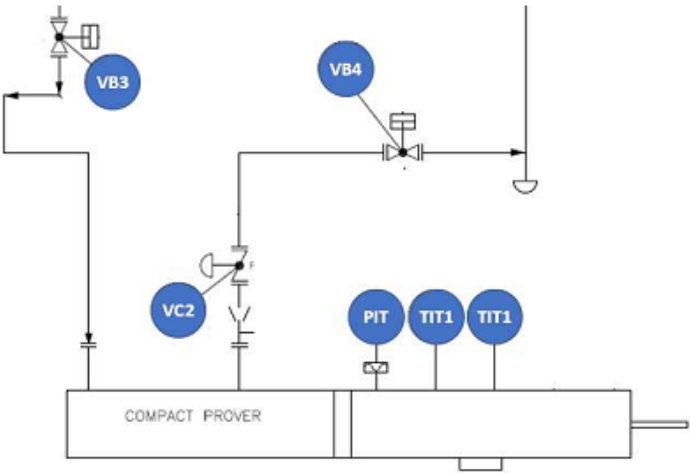 VB3
VB4
F
VC2
PIT
TIT1
TIT1
COMPACT PROVER